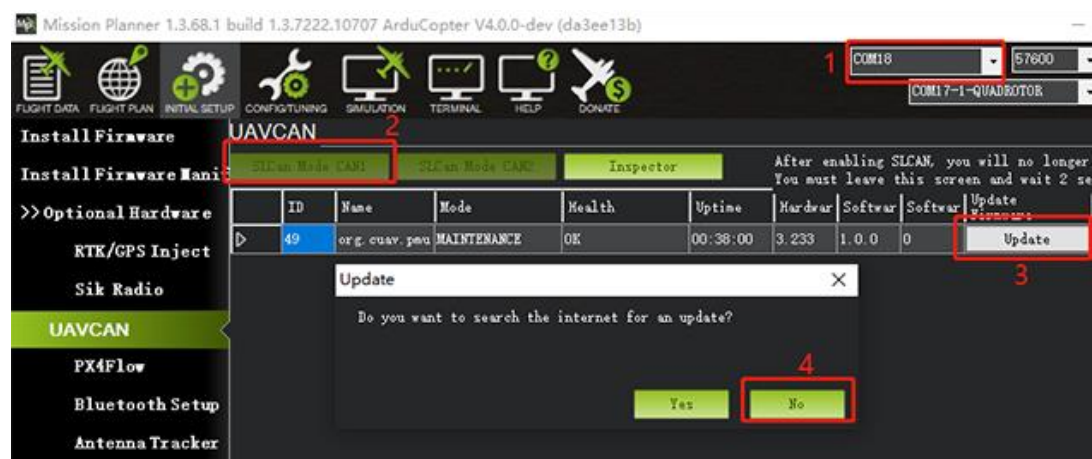 Mission Planner 1.3.68.1 build 1.3.7222.10707 ArduCopter V4.0.0-dev (da3ee13b)
FLIGHT DATA FLIGHT PLAN INITIAL SETUP CONFIG/TUNING SIMULATION TERMINAL HELP DONATE
1 COM18 57600
COM17-1-QUADROTOR
Install Firmware
UAVCAN
2
SLCan Mode CAN1 SLCan Mode CAN2 Inspector
After enabling SLCAN, you will no longer
You must leave this screen and wait 2 se
Install Firmware Mani
>>Optional Hardware
ID Name Mode Health Uptime Hardwar Softwar Softwar Update Firmware
49 org.cuav.pmu MAINTENANCE OK 00:38:00 3.233 1.0.0 0 Update
3
RTK/GPS Inject
Sik Radio
UAVCAN
PX4Flow
Bluetooth Setup
Antenna Tracker
Update
Do you want to search the internet for an update?
4
Yes No